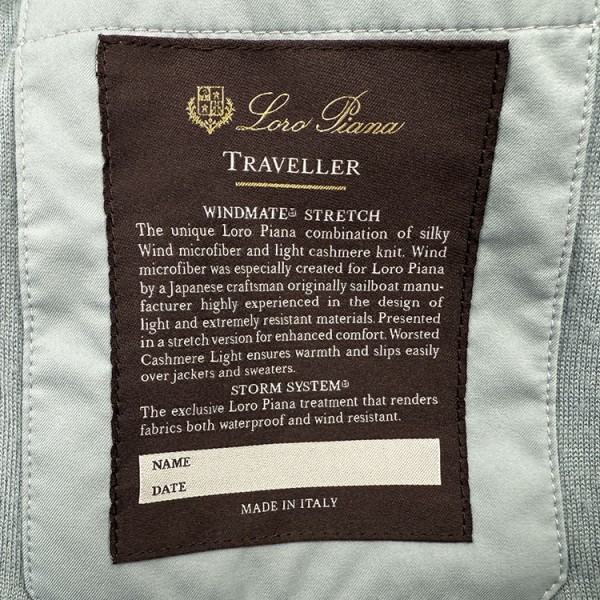 Loro Piana
TRAVELLER
WINDMATE® STRETCH
The unique Loro Piana combination of silky
Wind microfiber and light cashmere knit. Wind
microfiber was especially created for Loro Piana
by a Japanese craftsman originally sailboat manu-
facturer highly experienced in the design of
light and extremely resistant materials. Presented
in a stretch version for enhanced comfort. Worsted
Cashmere Light ensures warmth and slips easily
over jackets and sweaters.
STORM SYSTEM®
The exclusive Loro Piana treatment that renders
fabrics both waterproof and wind resistant.
NAME
DATE
MADE IN ITALY